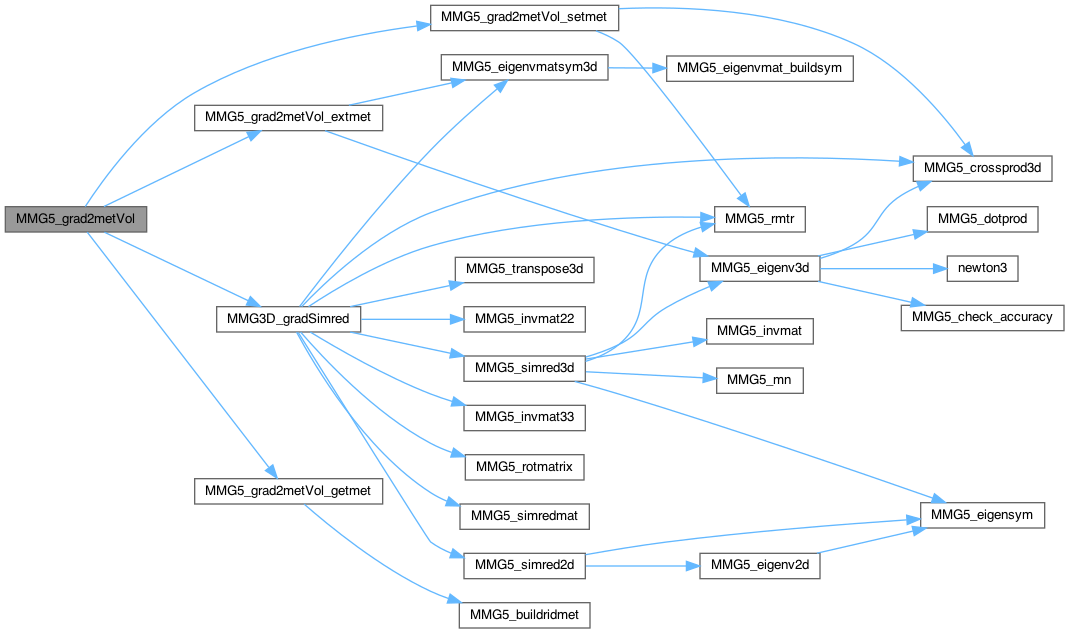 MMG5_grad2metVol_setmet
MMG5_eigenvmatsym3d
MMG5_eigenvmat_buildsym
MMG5_grad2metVol_extmet
MMG5_crossprod3d
MMG5_grad2metVol
MMG5_rmtr
MMG5_dotprod
MMG5_transpose3d
MMG5_eigenv3d
newton3
MMG3D_gradSimred
MMG5_invmat22
MMG5_check_accuracy
MMG5_invmat
MMG5_simred3d
MMG5_mn
MMG5_invmat33
MMG5_rotmatrix
MMG5_grad2metVol_getmet
MMG5_simredmat
MMG5_eigensym
MMG5_simred2d
MMG5_eigenv2d
MMG5_buildridmet